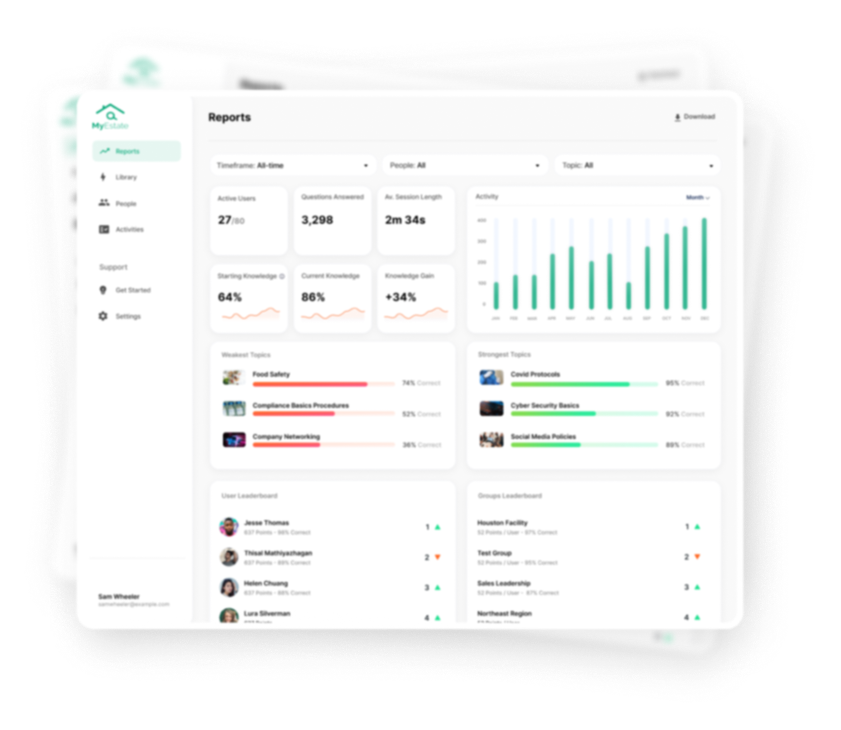 MyEstate
Reports
Library
People
Activities
Support
Get Started
Settings
Sam Wheeler
samwheeler@example.com
Reports
Download
Timeframe: All-time
People: All
Topic: All
Active Users
27/80
Questions Answered
3,298
Av. Session Length
2m 34s
Starting Knowledge
64%
Current Knowledge
86%
Knowledge Gain
+34%
Activity
Month
400
300
200
100
0
JAN FEB MAR APR MAY JUN JUL AUG SEP OCT NOV DEC
Weakest Topics
Food Safety
74% Correct
Compliance Basics Procedures
52% Correct
Company Networking
36% Correct
Strongest Topics
Covid Protocols
95% Correct
Cyber Security Basics
92% Correct
Social Media Policies
89% Correct
User Leaderboard
Jesse Thomas
637 Points - 98% Correct
1
Thisal Mathiyazhagan
637 Points - 98% Correct
2
Helen Chuang
637 Points - 98% Correct
3
Lura Silverman
4
Groups Leaderboard
Houston Facility
52 Points / User - 97% Correct
1
Test Group
52 Points / User - 95% Correct
2
Sales Leadership
52 Points / User - 87% Correct
3
Northeast Region
4